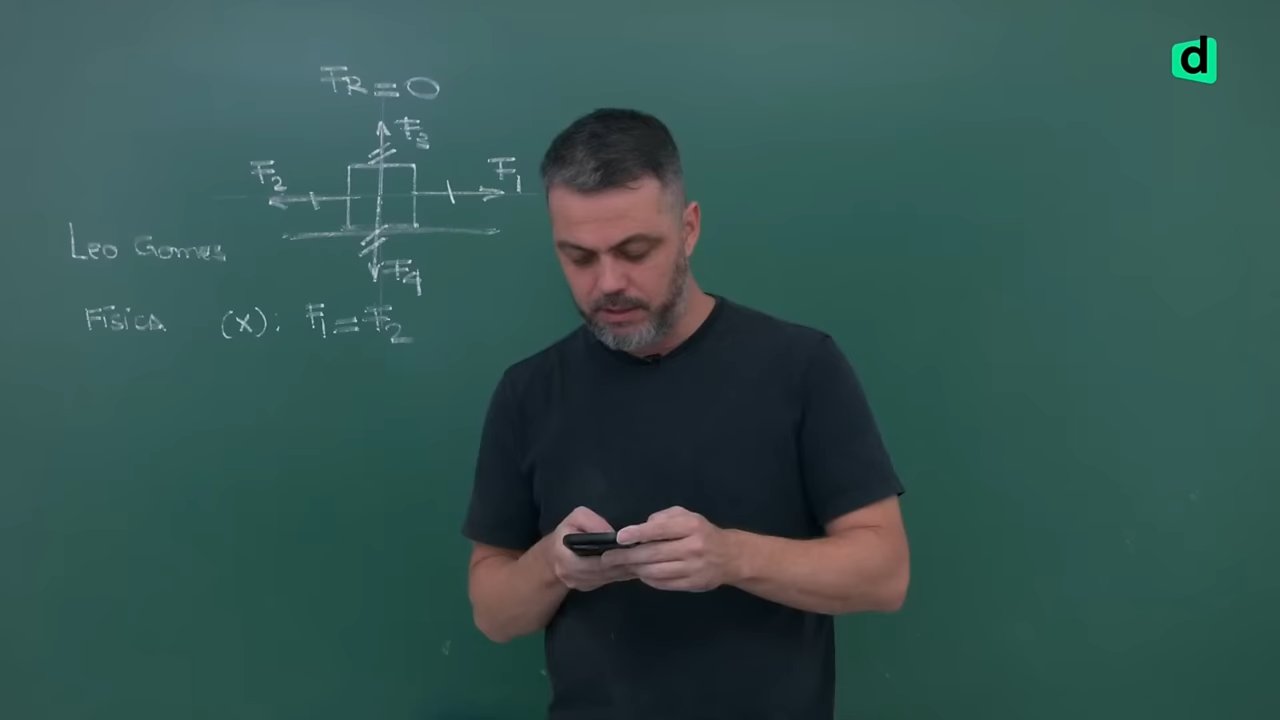 FR = 0
F3
F2
F1
Leo Gomes
F4
Física (x): F1 = F2
d